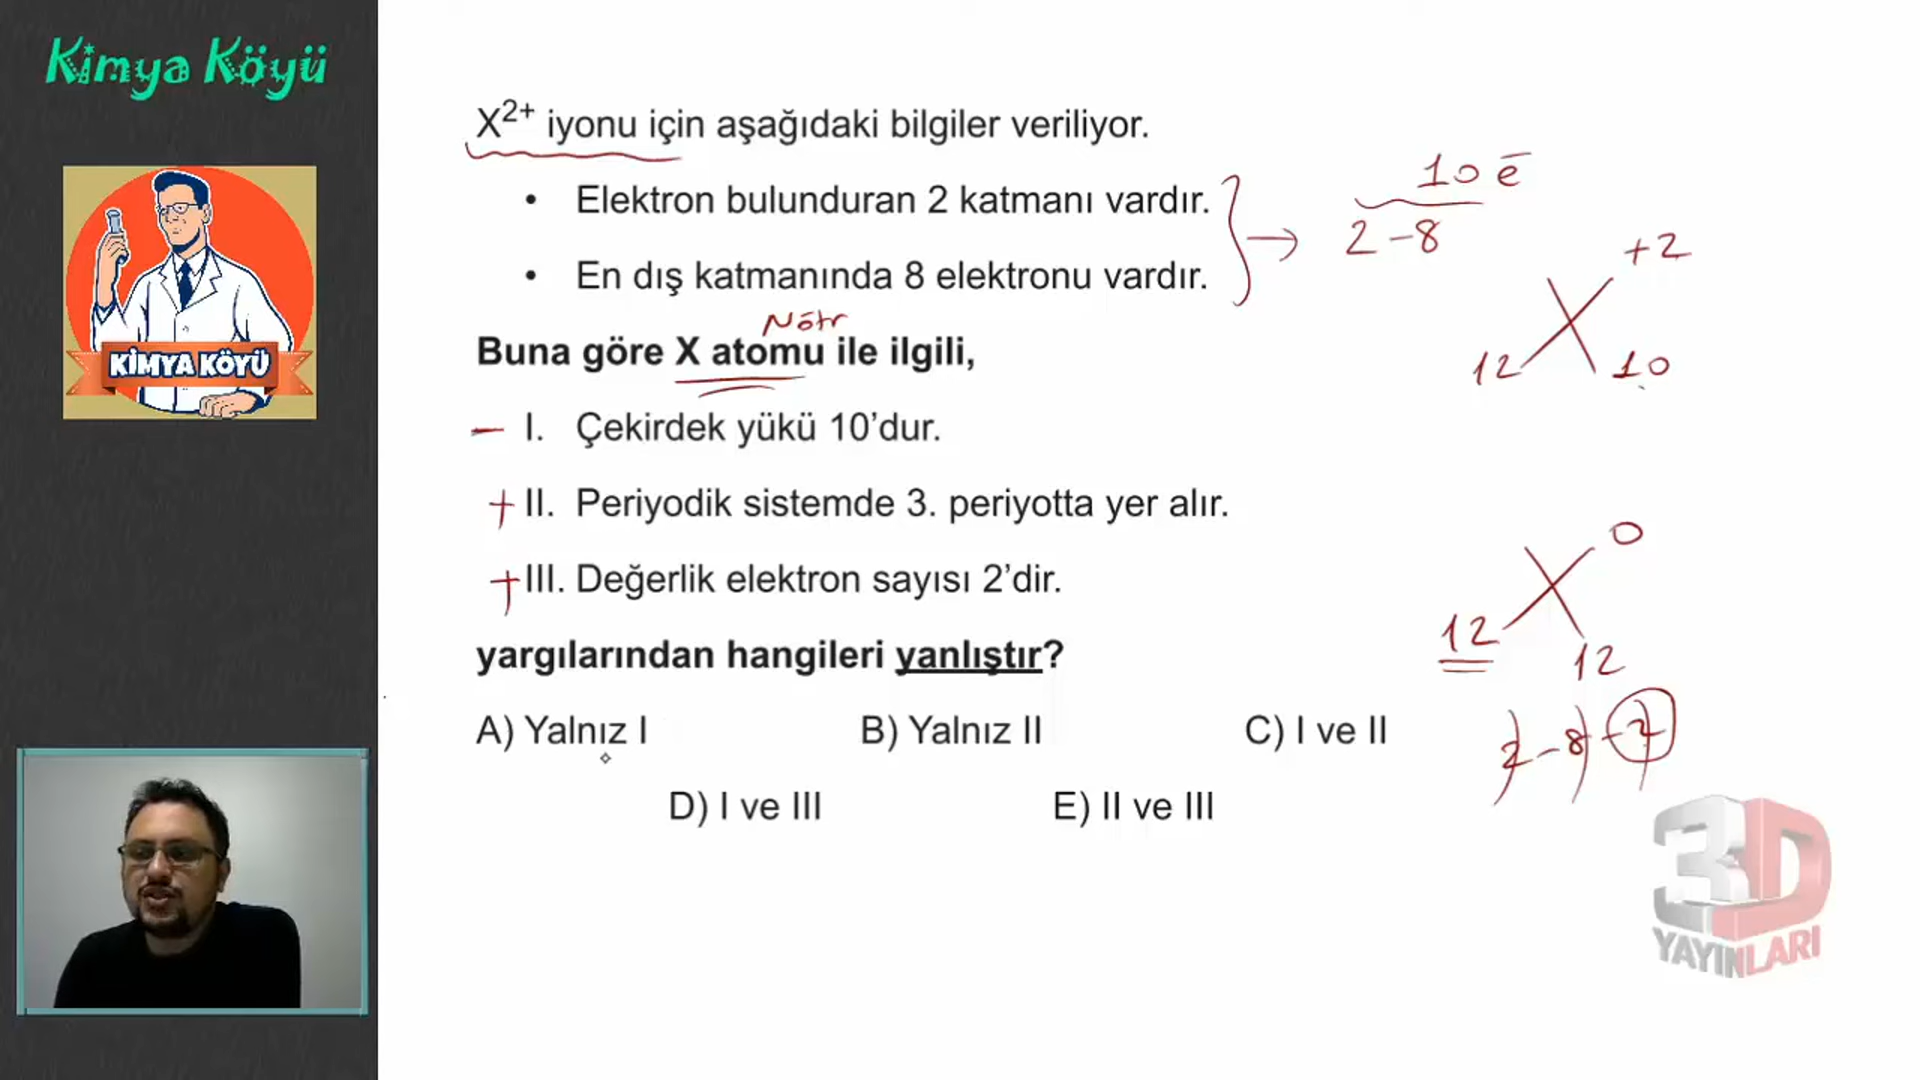 Kimya Köyü
KİMYA KÖYÜ
X²⁺ iyonu için aşağıdaki bilgiler veriliyor.
• Elektron bulunduran 2 katmanı vardır.
• En dış katmanında 8 elektronu vardır.
10 ē
2-8
Nötr
Buna göre X atomu ile ilgili,
+2
12 X 10
- I. Çekirdek yükü 10’dur.
+ II. Periyodik sistemde 3. periyotta yer alır.
+ III. Değerlik elektron sayısı 2’dir.
0
12 X 12
2-8-2
yargılarından hangileri yanlıştır?
A) Yalnız I B) Yalnız II C) I ve II
D) I ve III E) II ve III
3D
YAYINLARI